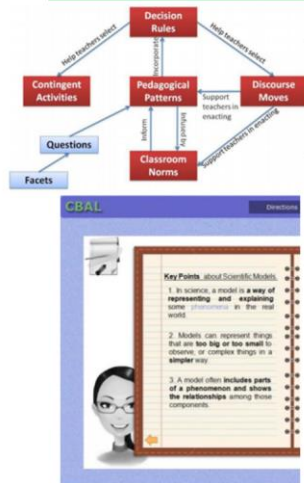 Decision
Rules
Help teachers select
Incorporate
Help teachers select
Contingent
Activities
Pedagogical
Patterns
Support
teachers in
enacting
Discourse
Moves
Questions
Inform
Infused by
Support teachers in enacting
Facets
Classroom
Norms
CBAL
Directions
Key Points about Scientific Models
1. In science, a model is a way of
representing and explaining
some phenomena in the real
world.
2. Models can represent things
that are too big or too small to
observe, or complex things in a
simpler way.
3. A model often includes parts
of a phenomenon and shows
the relationships among those
components.